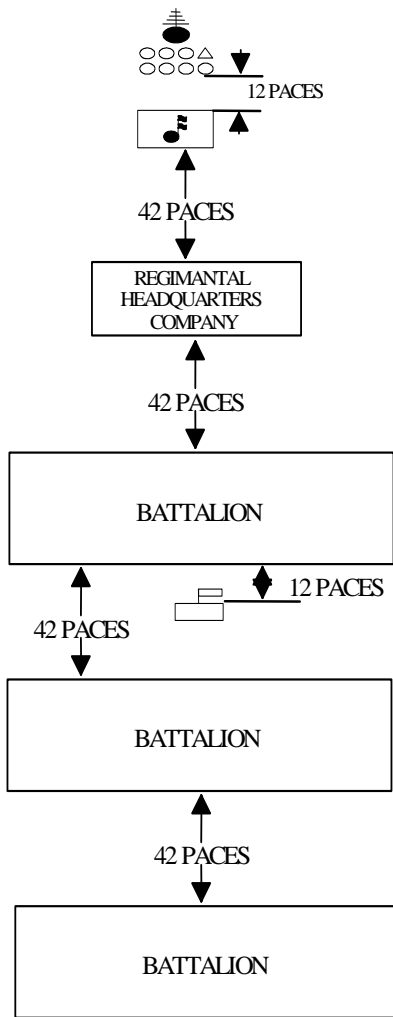 12 PACES
42 PACES
REGIMANTAL
HEADQUARTERS
COMPANY
42 PACES
BATTALION
12 PACES
42 PACES
BATTALION
42 PACES
BATTALION